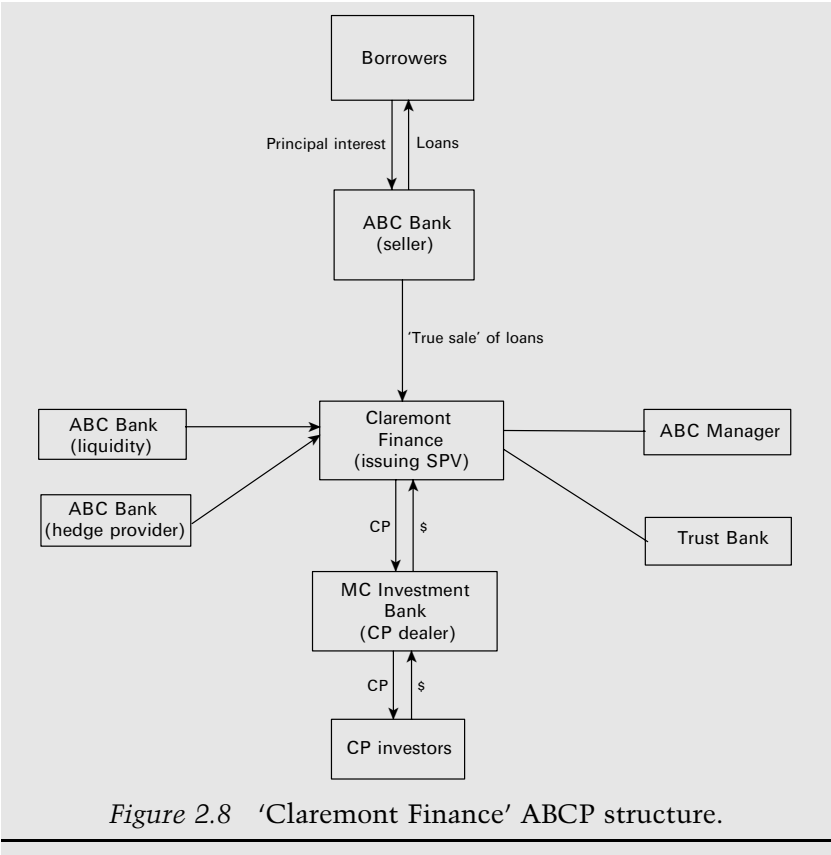 Borrowers
Principal interest
Loans
ABC Bank
(seller)
‘True sale’ of loans
ABC Bank
(liquidity)
Claremont
Finance
(issuing SPV)
ABC Manager
ABC Bank
(hedge provider)
Trust Bank
CP
$
MC Investment
Bank
(CP dealer)
CP
$
CP investors
Figure 2.8 ‘Claremont Finance’ ABCP structure.